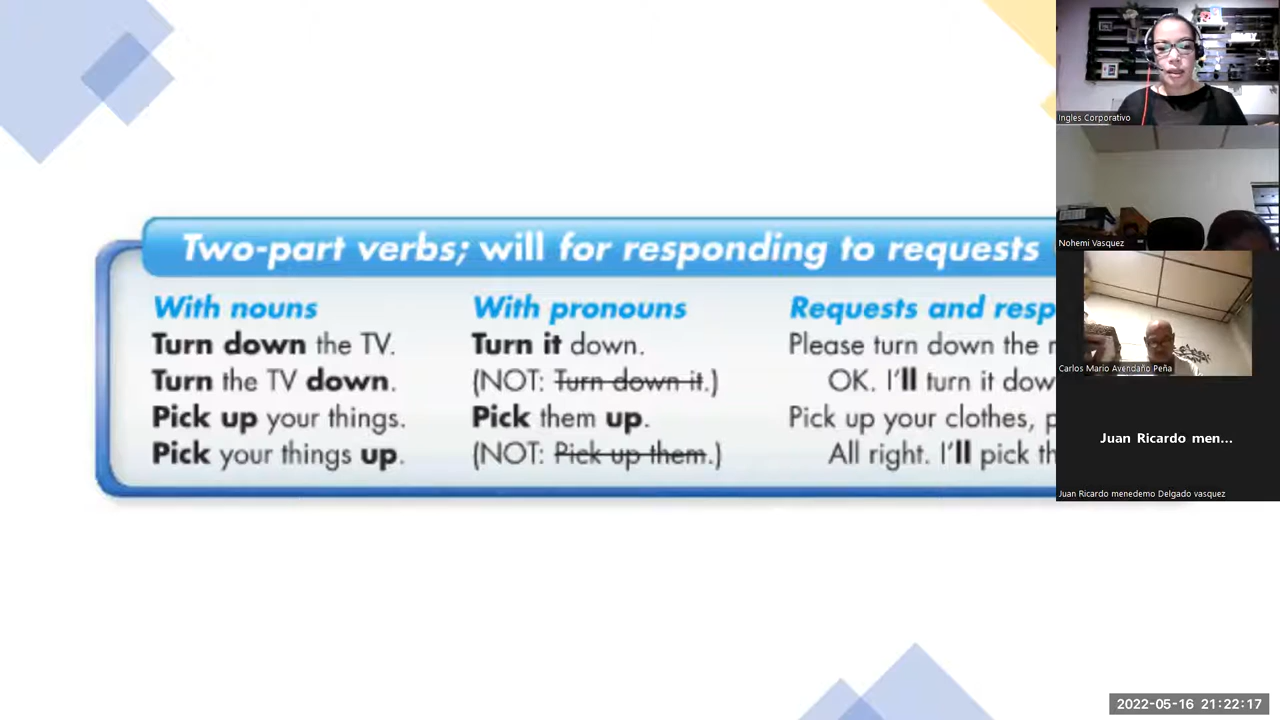 Two-part verbs; will for responding to requests
With nouns
Turn down the TV.
Turn the TV down.
Pick up your things.
Pick your things up.
With pronouns
Turn it down.
(NOT: Turn down it.)
Pick them up.
(NOT: Pick up them.)
Requests and resp
Please turn down the
OK. I'll turn it dow
Pick up your clothes,
All right. I'll pick
Ingles Corporativo
Nohemi Vasquez
Carlos Mario Avendaño Peña
Juan Ricardo men...
Juan Ricardo menedemo Delgado vasquez
2022-05-16 21:22:17